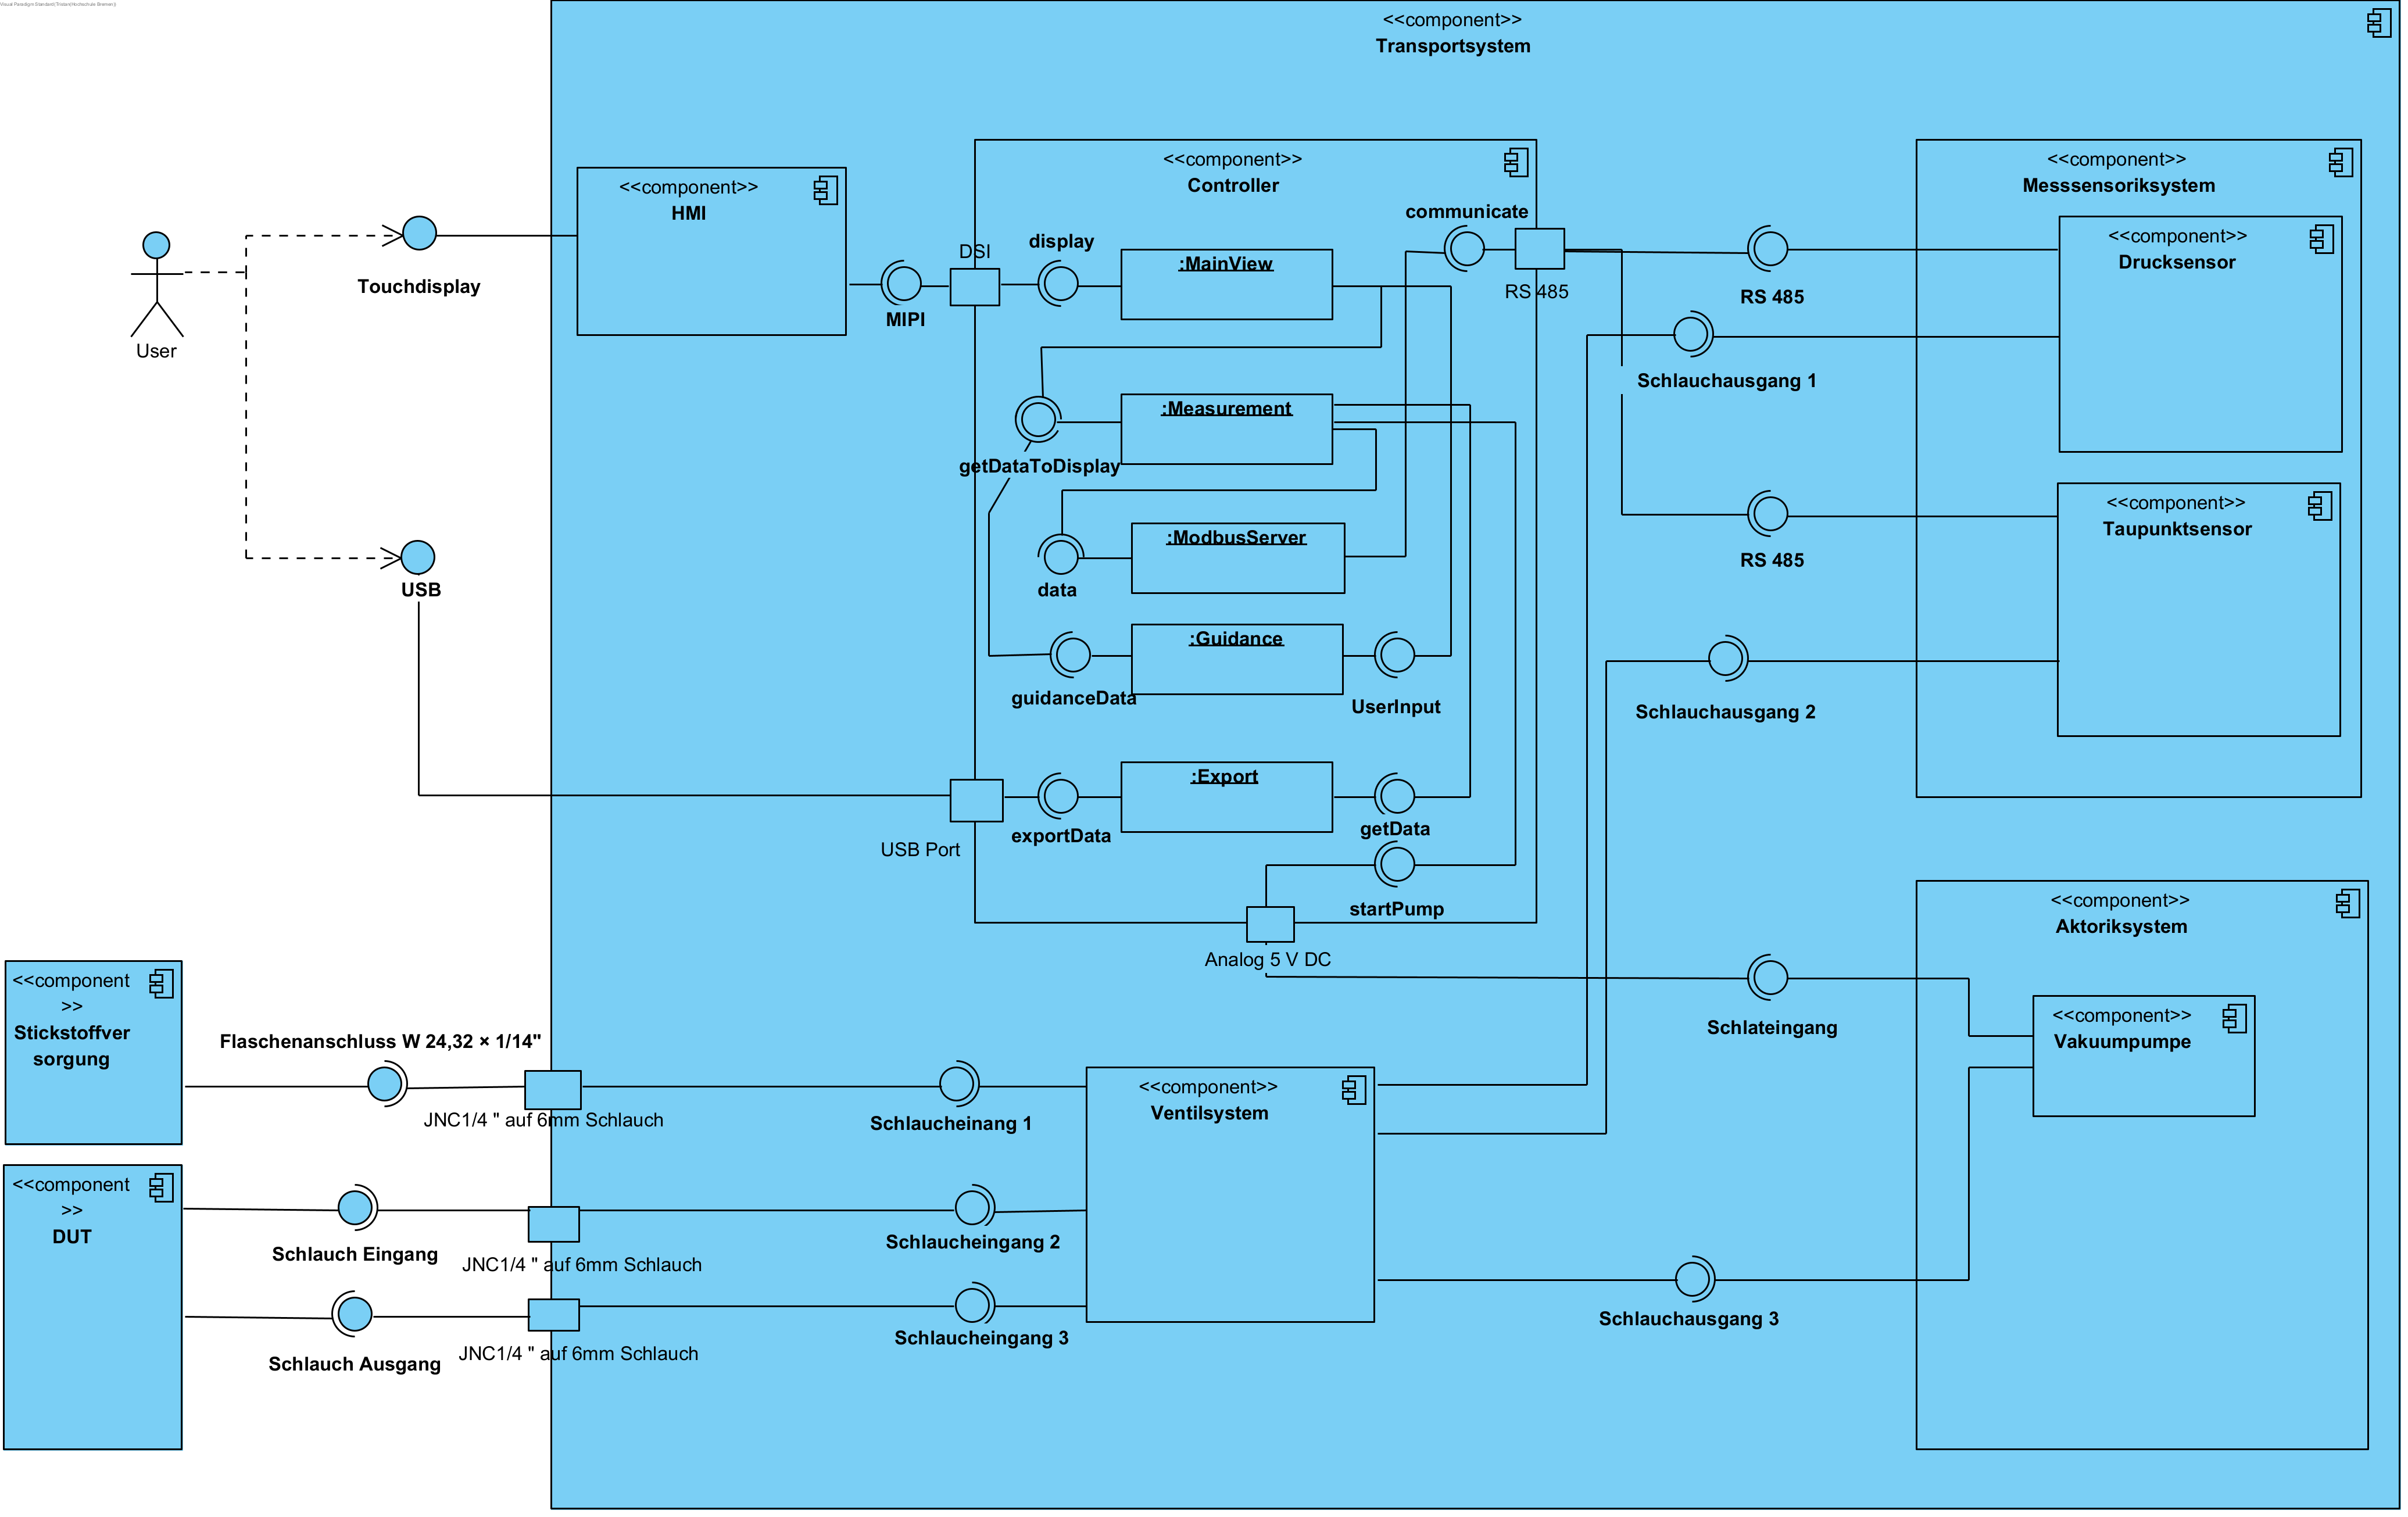 Visual Paradigm Standard(Tristan(Hochschule Bremen))
<<component>>
Transportsystem
<<component>>
HMI
<<component>>
Controller
<<component>>
Messsensoriksystem
communicate
<<component>>
Drucksensor
DSI
display
:MainView
Touchdisplay
MIPI
RS 485
RS 485
User
Schlauchausgang 1
:Measurement
getDataToDisplay
<<component>>
Taupunktsensor
:ModbusServer
RS 485
USB
data
:Guidance
guidanceData
UserInput
Schlauchausgang 2
:Export
exportData
getData
USB Port
startPump
<<component>>
Aktoriksystem
Analog 5 V DC
<<component
>>
Stickstoffver
sorgung
Flaschenanschluss W 24,32 × 1/14"
Schlateingang
<<component>>
Vakuumpumpe
JNC1/4 " auf 6mm Schlauch
Schlaucheinang 1
<<component>>
Ventilsystem
<<component
>>
DUT
Schlauch Eingang
JNC1/4 " auf 6mm Schlauch
Schlaucheingang 2
Schlauch Ausgang
JNC1/4 " auf 6mm Schlauch
Schlaucheingang 3
Schlauchausgang 3